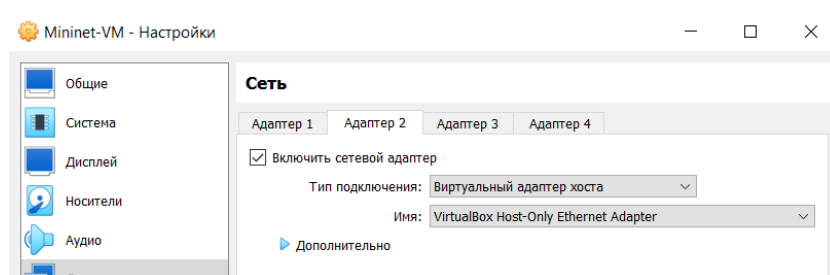 Mininet-VM - Настройки
Общие
Система
Дисплей
Носители
Аудио
Сеть
Адаптер 1 Адаптер 2 Адаптер 3 Адаптер 4
Включить сетевой адаптер
Тип подключения: Виртуальный адаптер хоста
Имя: VirtualBox Host-Only Ethernet Adapter
Дополнительно